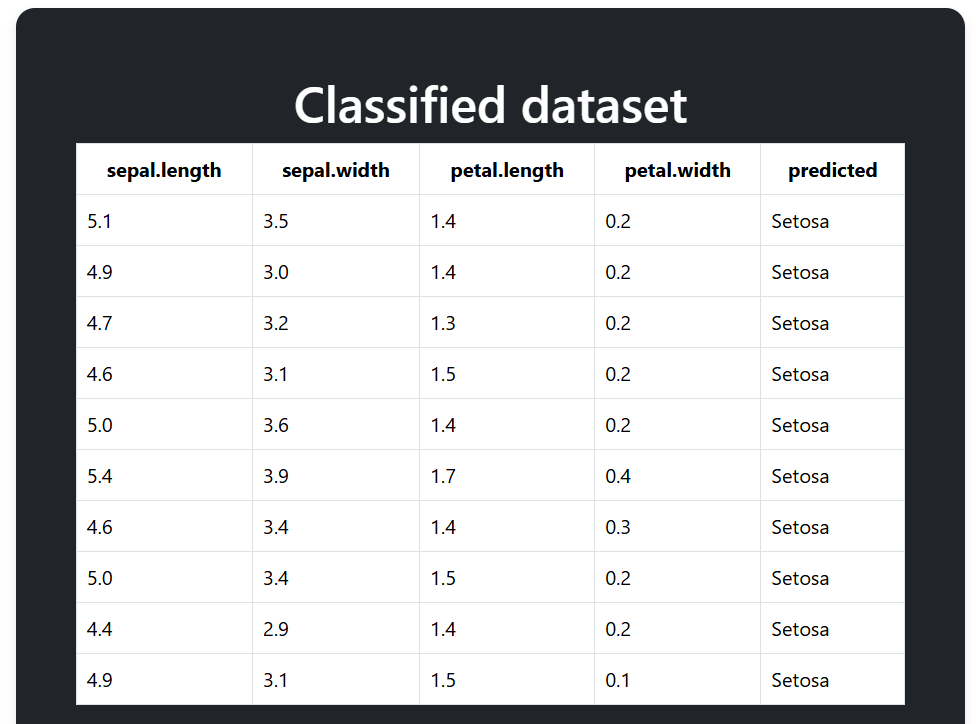 Classified dataset
sepal.length sepal.width petal.length petal.width predicted
5.1 3.5 1.4 0.2 Setosa
4.9 3.0 1.4 0.2 Setosa
4.7 3.2 1.3 0.2 Setosa
4.6 3.1 1.5 0.2 Setosa
5.0 3.6 1.4 0.2 Setosa
5.4 3.9 1.7 0.4 Setosa
4.6 3.4 1.4 0.3 Setosa
5.0 3.4 1.5 0.2 Setosa
4.4 2.9 1.4 0.2 Setosa
4.9 3.1 1.5 0.1 Setosa